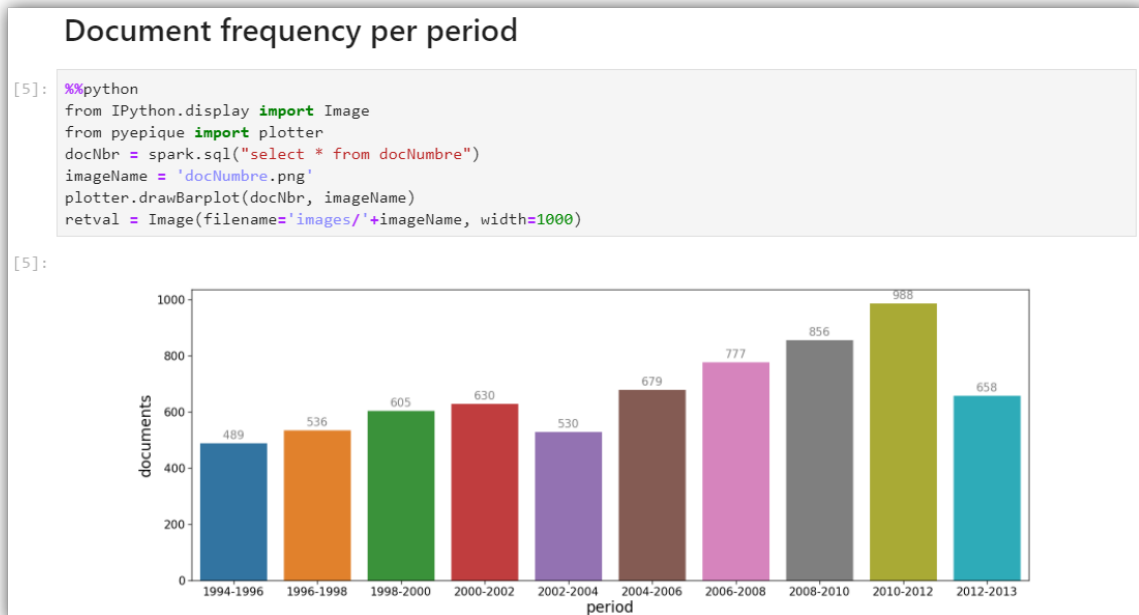 Document frequency per period
[5]: %%python
from IPython.display import Image
from pyepique import plotter
docNbr = spark.sql("select * from docNumbre")
imageName = 'docNumbre.png'
plotter.drawBarplot(docNbr, imageName)
retval = Image(filename='images/'+imageName, width=1000)
[5]:
1000
800
600
400
200
0
documents
489
536
605
630
530
679
777
856
988
658
1994-1996 1996-1998 1998-2000 2000-2002 2002-2004 2004-2006 2006-2008 2008-2010 2010-2012 2012-2013
period